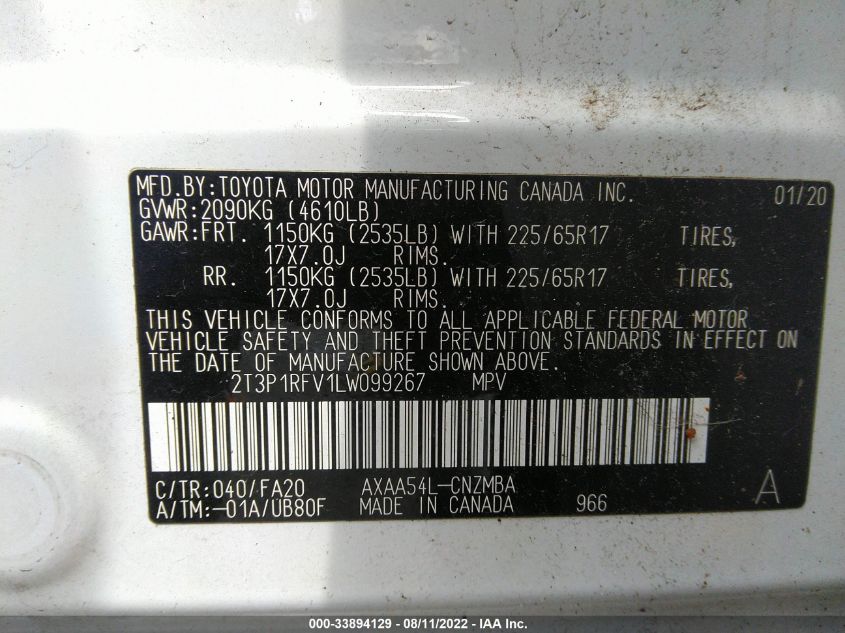 MFD.BY:TOYOTA MOTOR MANUFACTURING CANADA INC. 01/20
GVWR:2090KG (4610LB)
GAWR:FRT. 1150KG (2535LB) WITH 225/65R17 TIRES,
17X7.0J RIMS.
RR. 1150KG (2535LB) WITH 225/65R17 TIRES,
17X7.0J RIMS.
THIS VEHICLE CONFORMS TO ALL APPLICABLE FEDERAL MOTOR
VEHICLE SAFETY AND THEFT PREVENTION STANDARDS IN EFFECT ON
THE DATE OF MANUFACTURE SHOWN ABOVE.
2T3P1RFV1LW099267 MPV
C/TR:040/FA20 AXAA54L-CNZMBA A
A/TM:-01A/UB80F MADE IN CANADA 966
000-33894129 - 08/11/2022 - IAA Inc.